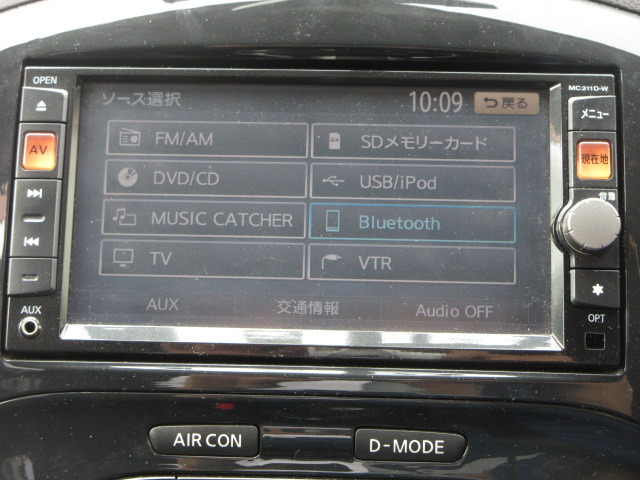 OPEN
MC311D-W
ソース選択 10:09 戻る
メニュー
AV
FM/AM SDメモリーカード
現在地
DVD/CD USB/iPod
音量
MUSIC CATCHER Bluetooth
TV VTR
AUX 交通情報 Audio OFF
AUX
OPT
AIR CON D-MODE